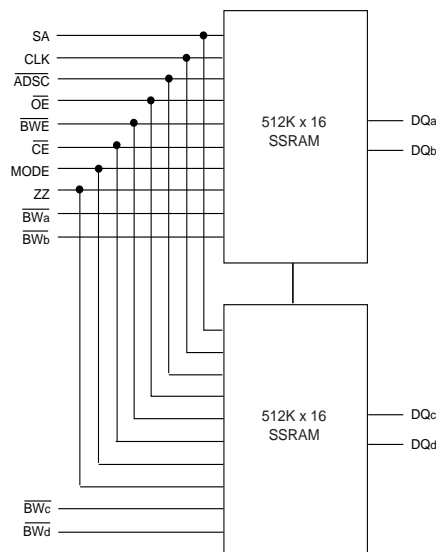 SA
CLK
ADSC
OE
BWE
CE
MODE
ZZ
BWa
BWb
512K x 16
SSRAM
DQa
DQb
512K x 16
SSRAM
DQc
DQd
BWc
BWd